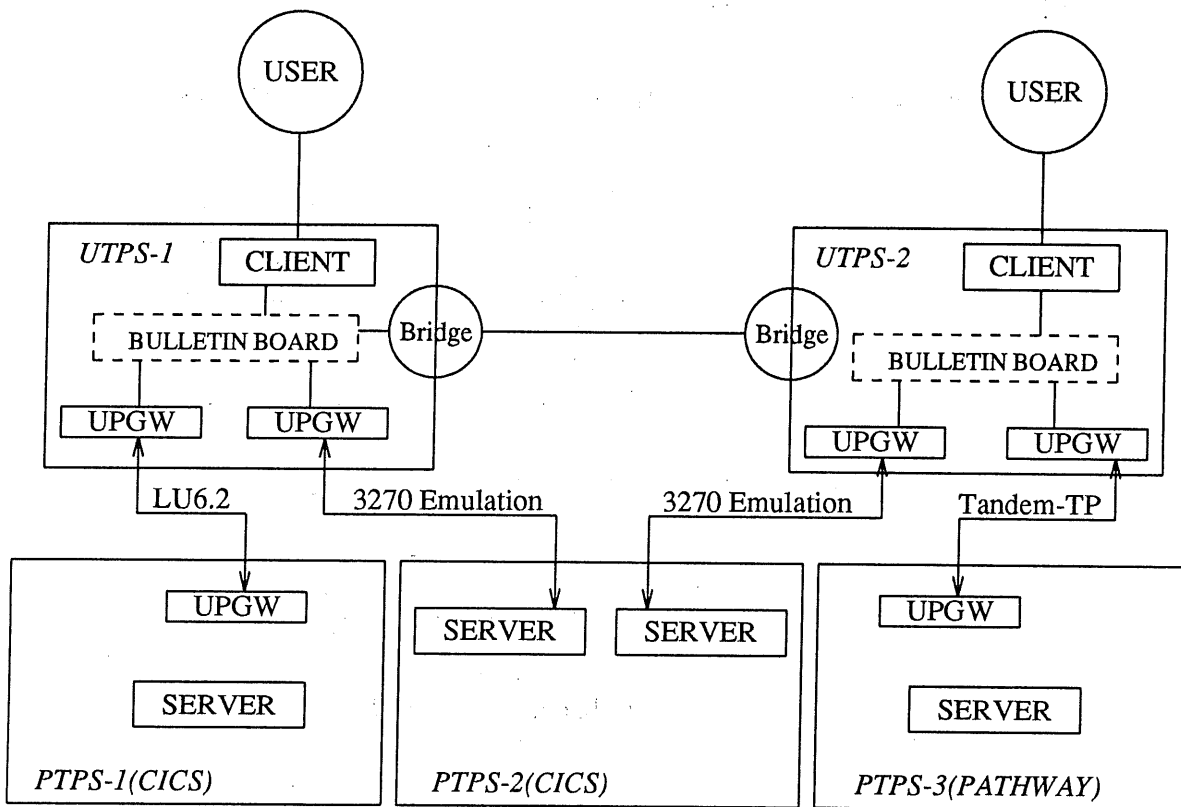 USER
USER
UTPS-1
CLIENT
UTPS-2
CLIENT
BULLETIN BOARD
Bridge
Bridge
BULLETIN BOARD
UPGW
UPGW
UPGW
UPGW
LU6.2
3270 Emulation
3270 Emulation
Tandem-TP
UPGW
SERVER
SERVER
UPGW
SERVER
SERVER
PTPS-1(CICS)
PTPS-2(CICS)
PTPS-3(PATHWAY)